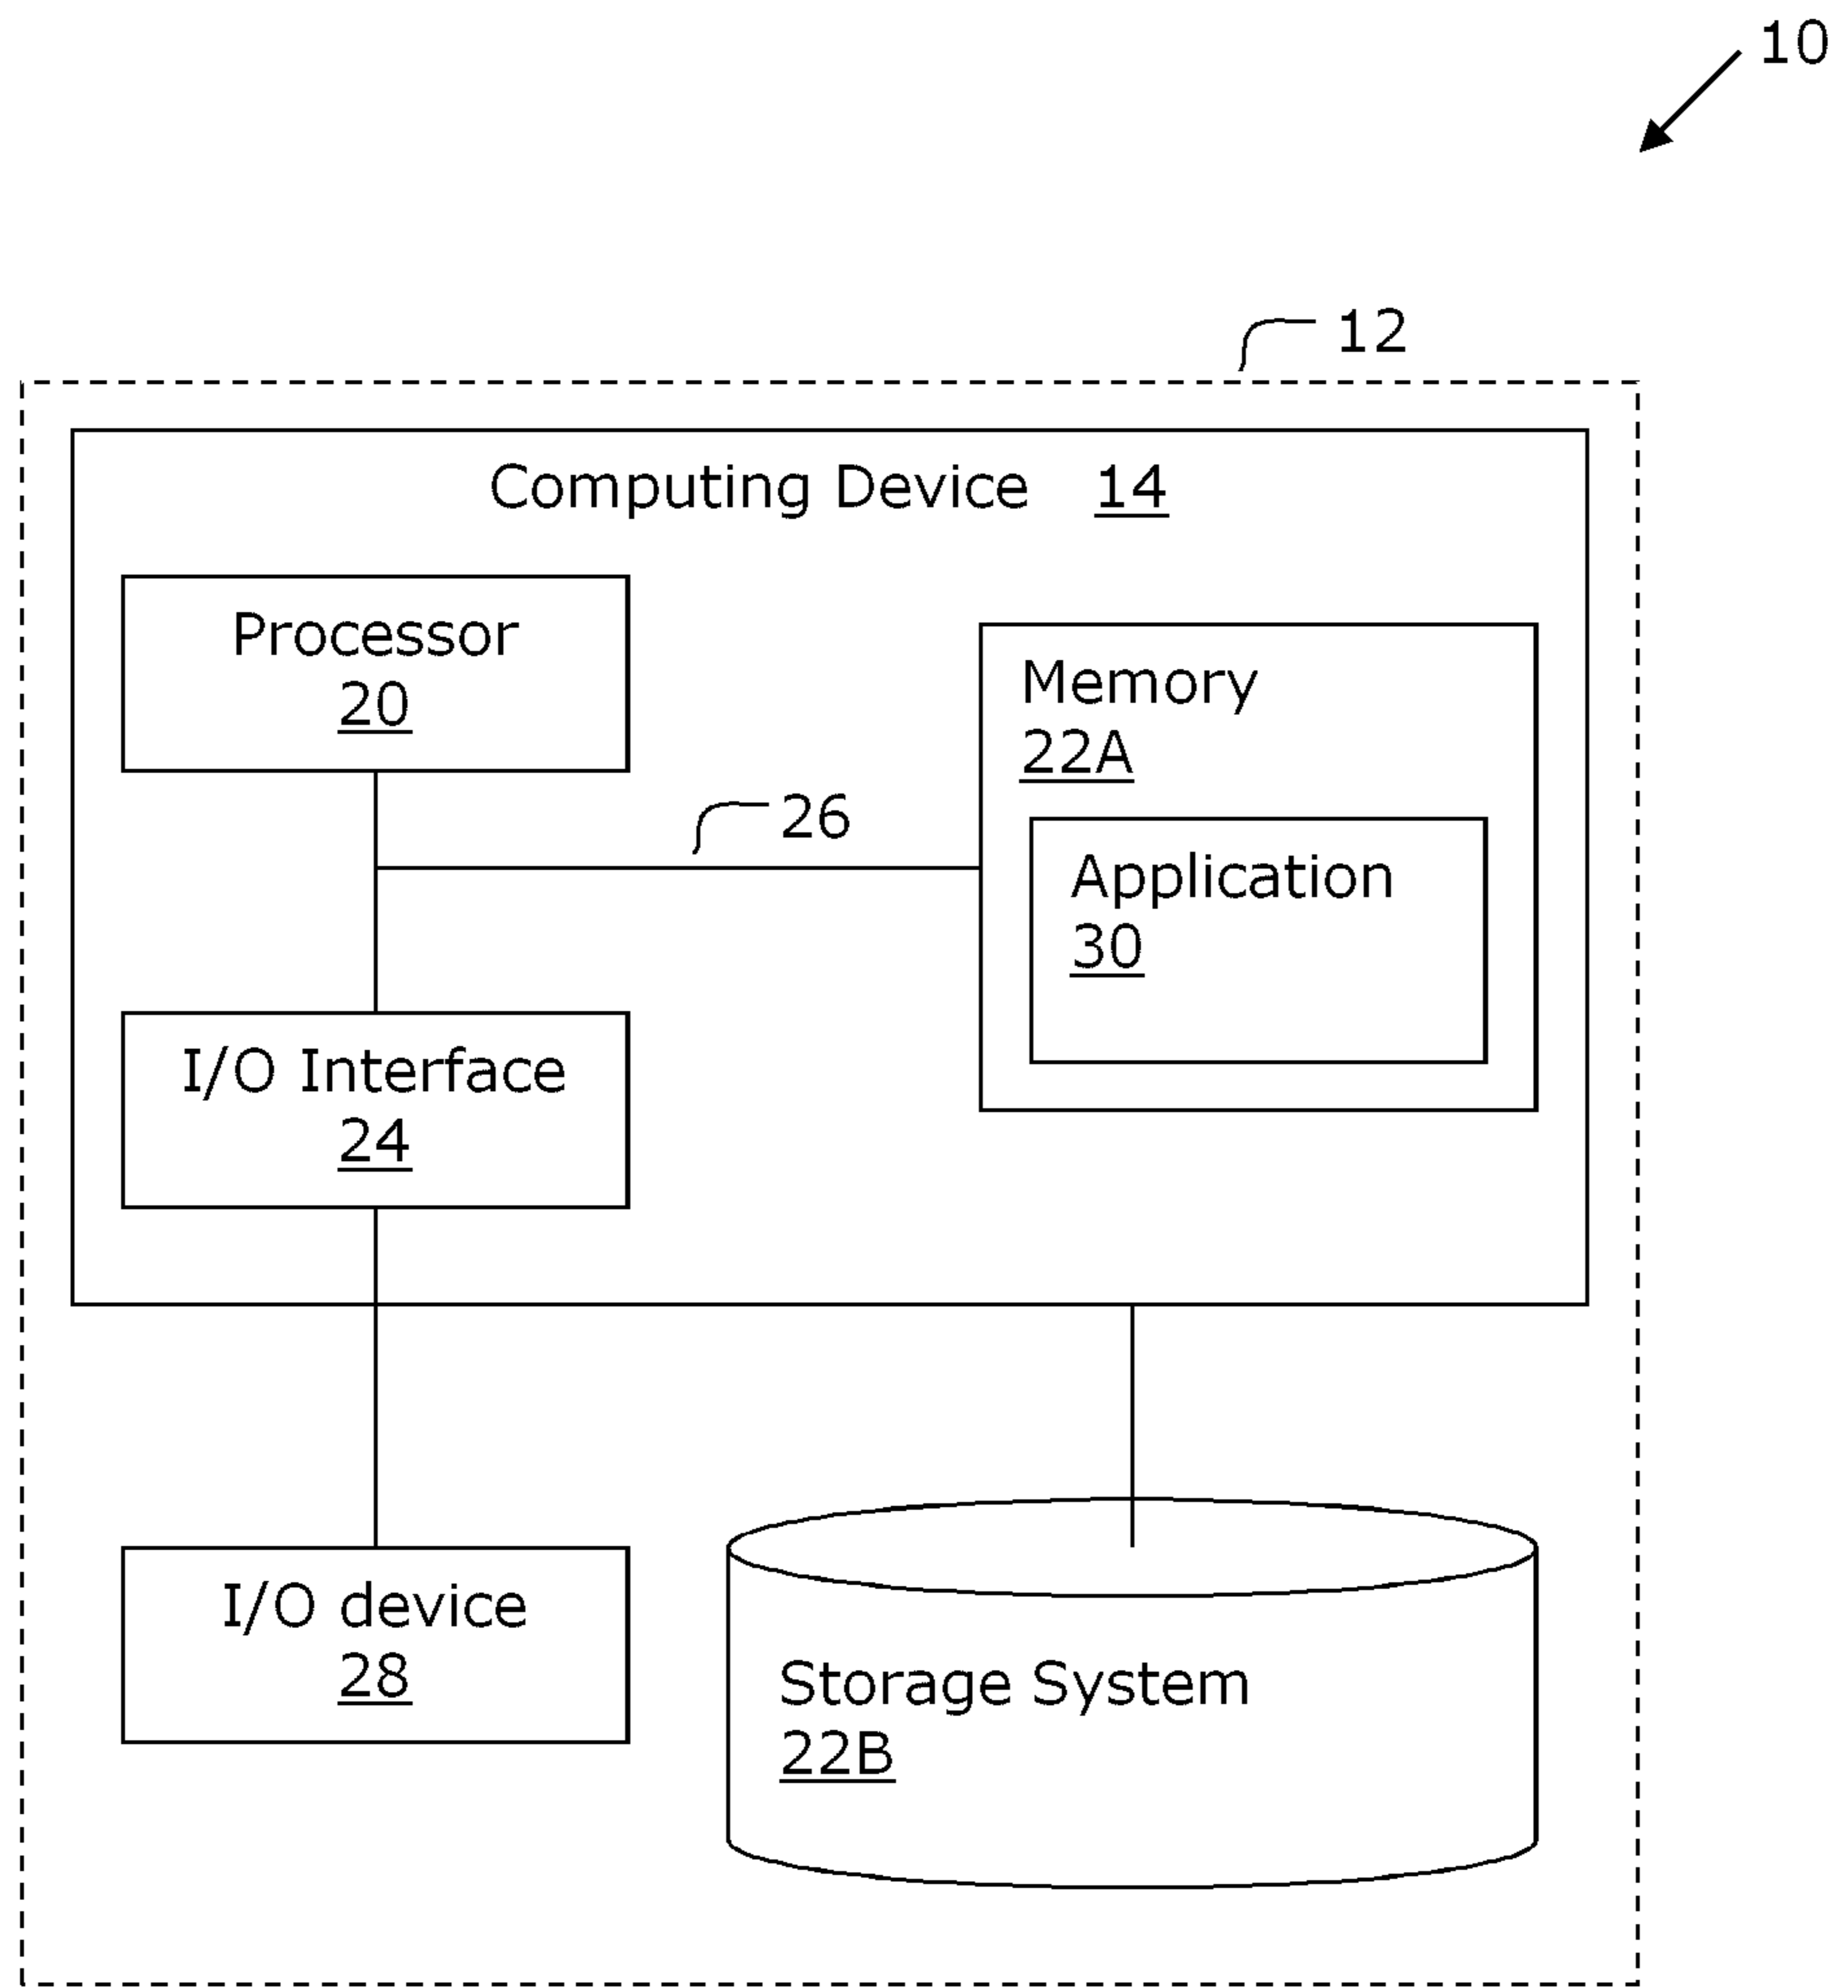 10
12
Computing Device 14
Processor
20
Memory
22A
26
Application
30
I/O Interface
24
I/O device
28
Storage System
22B